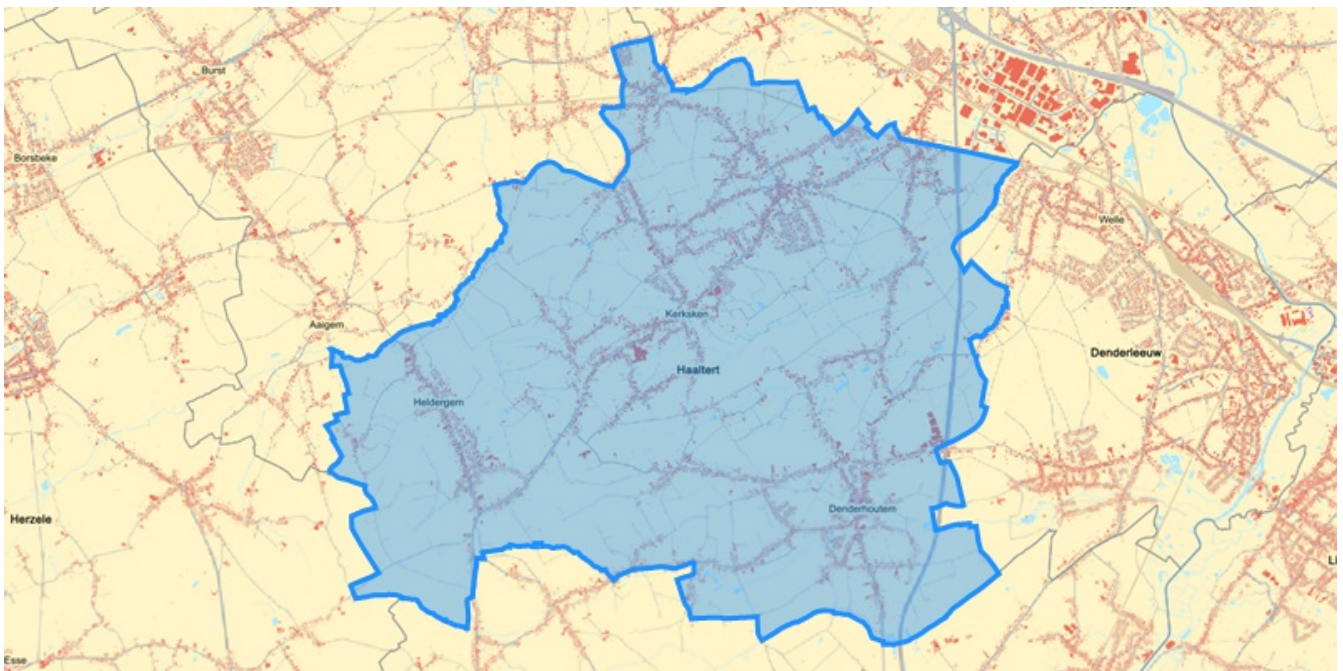 Burst
Borsbeke
Welle
Kerksken
Aaigem
Denderleeuw
Haaltert
Heldergem
Denderhoutem
Herzele
Esse